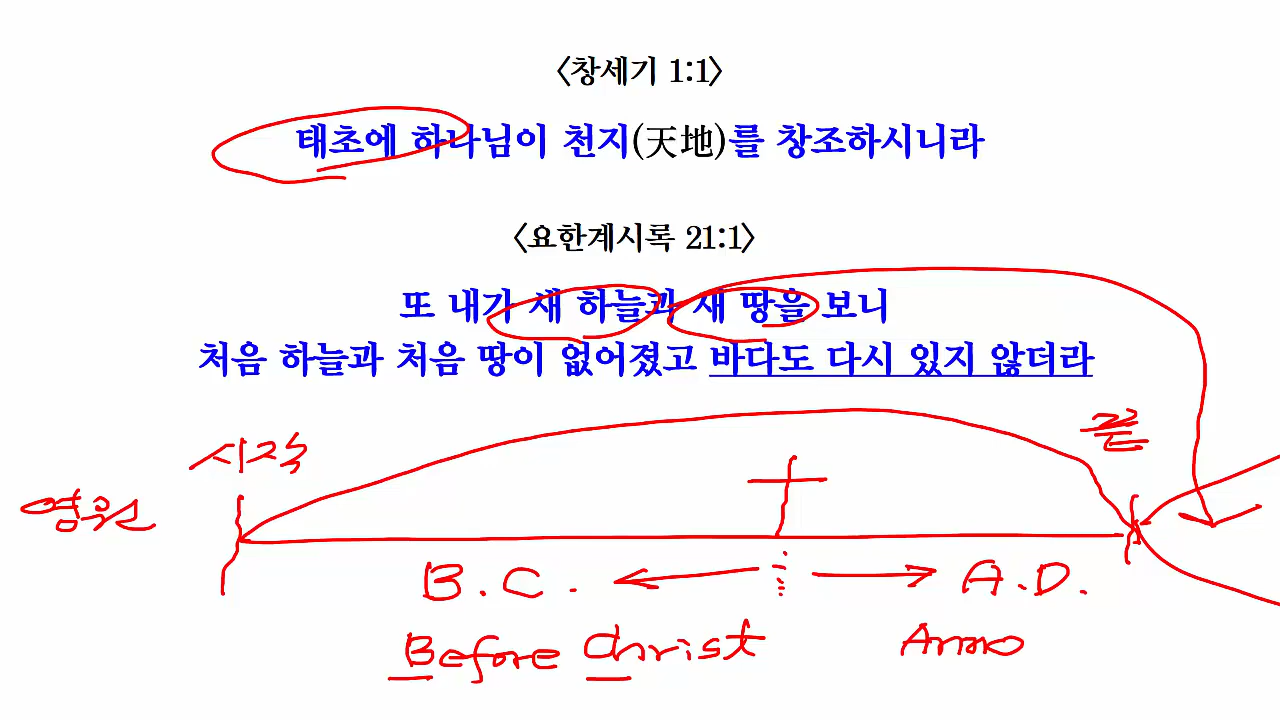 〈창세기 1:1〉
태초에 하나님이 천지(天地)를 창조하시니라
〈요한계시록 21:1〉
또 내가 새 하늘과 새 땅을 보니
처음 하늘과 처음 땅이 없어졌고 바다도 다시 있지 않더라
시작 끝
영원
B.C. A.D.
Before Christ Anno